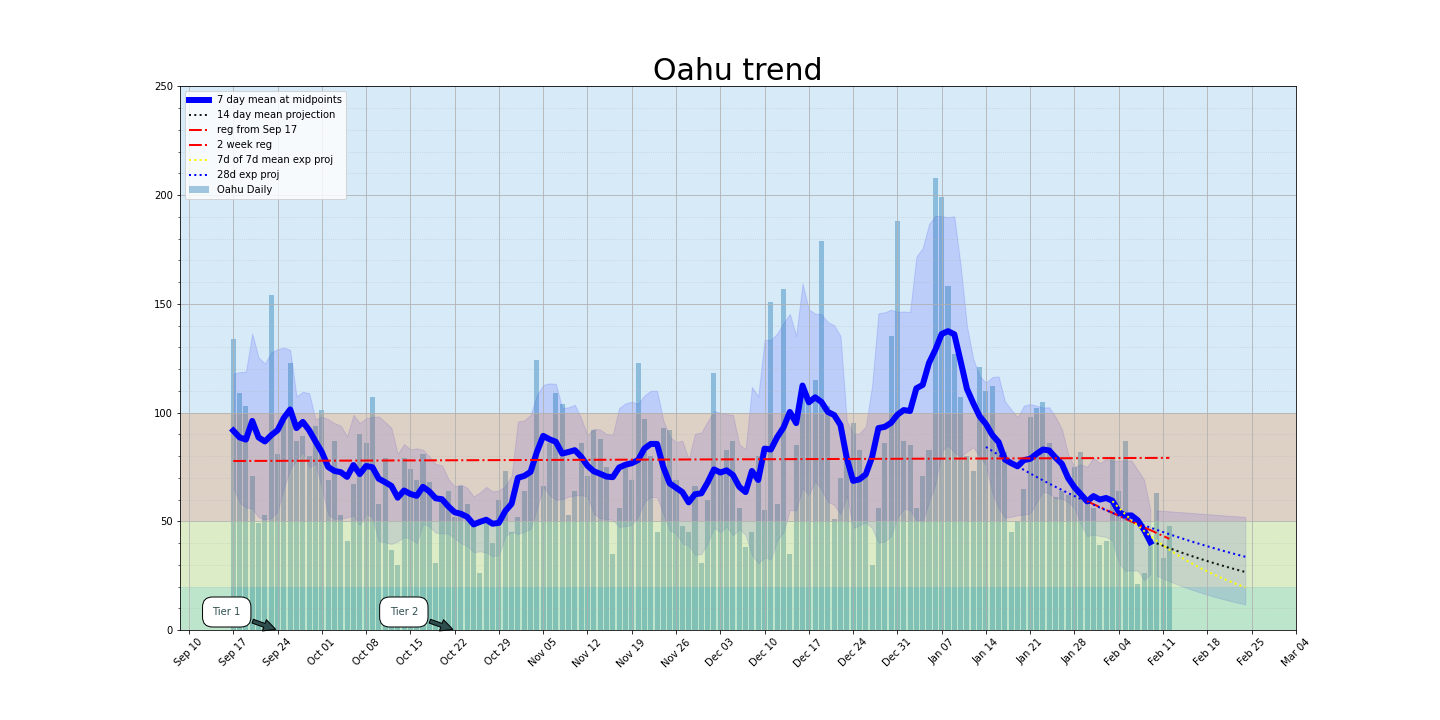 Oahu trend
250
200
150
100
50
0
7 day mean at midpoints
14 day mean projection
reg from Sep 17
2 week reg
7d of 7d mean exp proj
28d exp proj
Oahu Daily
Tier 1
Tier 2
Sep 10
Sep 17
Sep 24
Oct 01
Oct 08
Oct 15
Oct 22
Oct 29
Nov 05
Nov 12
Nov 19
Nov 26
Dec 03
Dec 10
Dec 17
Dec 24
Dec 31
Jan 07
Jan 14
Jan 21
Jan 28
Feb 04
Feb 11
Feb 18
Feb 25
Mar 04